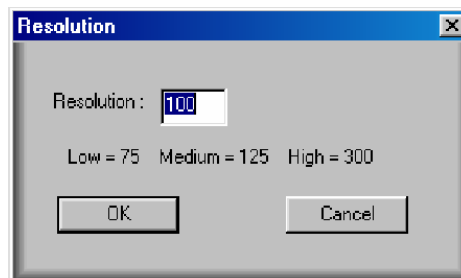 Resolution
Resolution : 100
Low = 75 Medium = 125 High = 300
OK Cancel